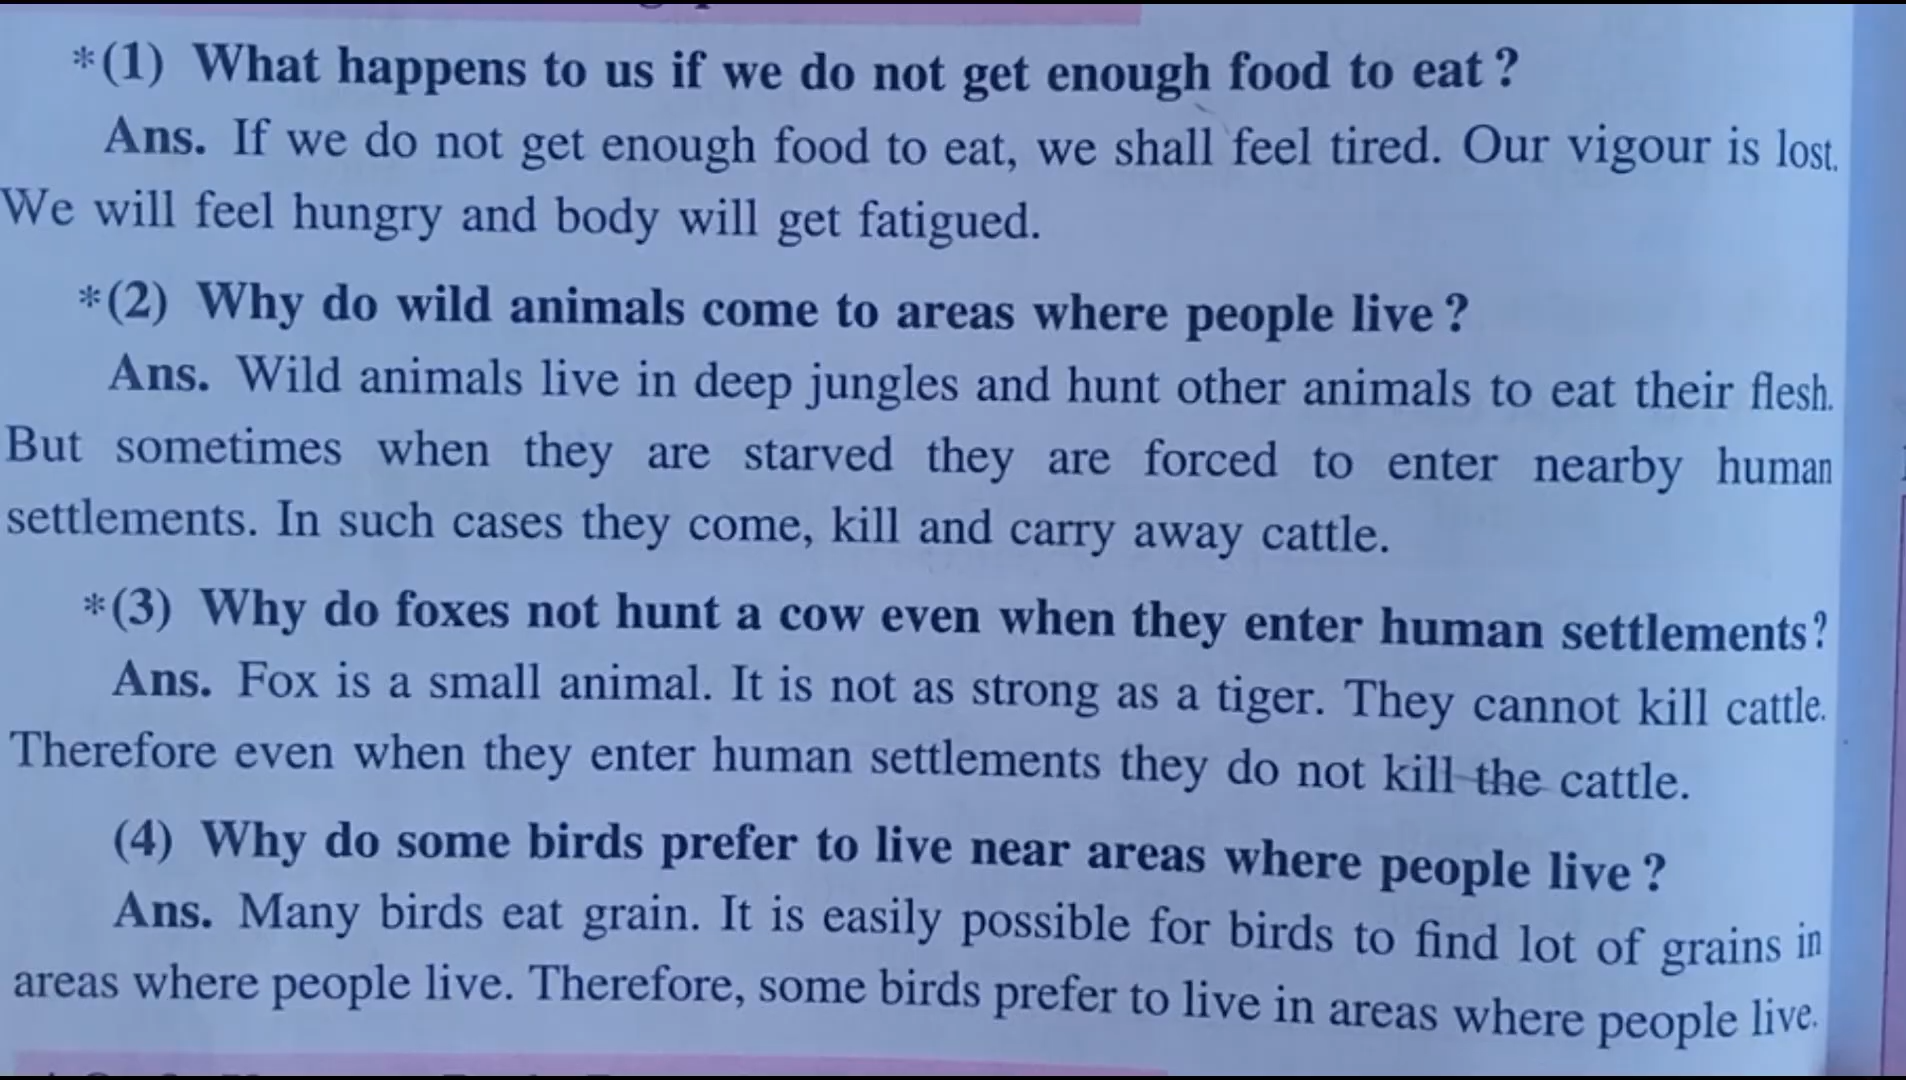 *(1) What happens to us if we do not get enough food to eat ?
Ans. If we do not get enough food to eat, we shall feel tired. Our vigour is lost.
We will feel hungry and body will get fatigued.
*(2) Why do wild animals come to areas where people live ?
Ans. Wild animals live in deep jungles and hunt other animals to eat their flesh.
But sometimes when they are starved they are forced to enter nearby human
settlements. In such cases they come, kill and carry away cattle.
*(3) Why do foxes not hunt a cow even when they enter human settlements?
Ans. Fox is a small animal. It is not as strong as a tiger. They cannot kill cattle.
Therefore even when they enter human settlements they do not kill the cattle.
(4) Why do some birds prefer to live near areas where people live ?
Ans. Many birds eat grain. It is easily possible for birds to find lot of grains in
areas where people live. Therefore, some birds prefer to live in areas where people live.